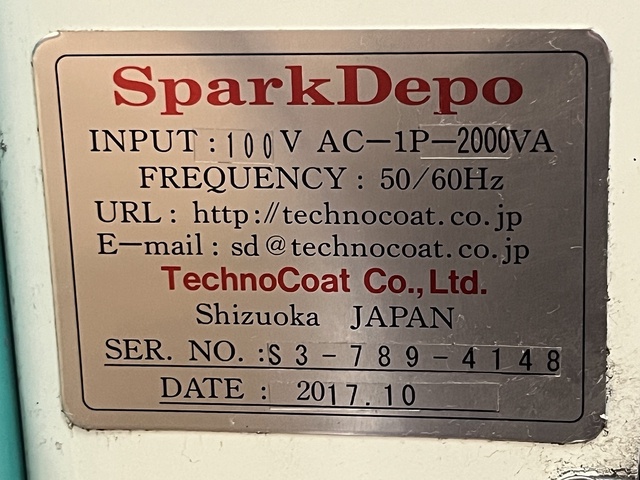 SparkDepo
INPUT : 100 V AC-1P-2000VA
FREQUENCY : 50/60Hz
URL : http://technocoat.co.jp
E-mail : sd@technocoat.co.jp
TechnoCoat Co., Ltd.
Shizuoka JAPAN
SER. NO. : S3-789-4148
DATE : 2017.10